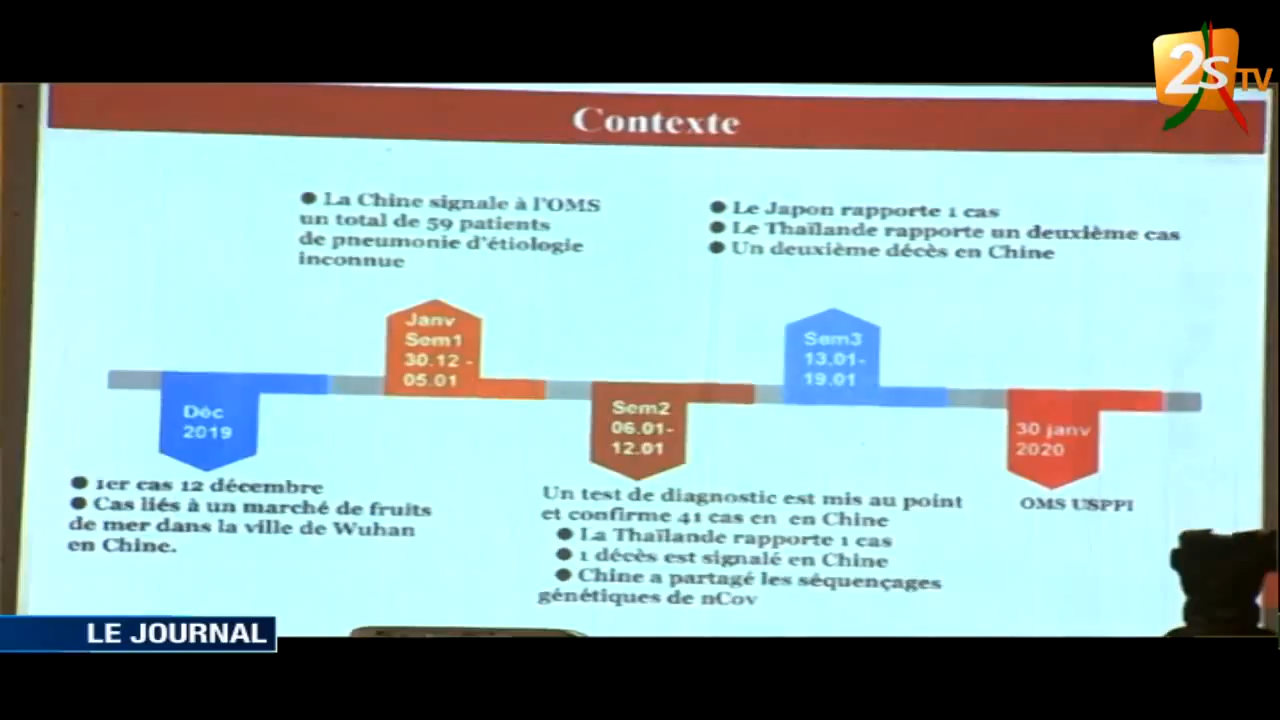 2s TV
Contexte
● La Chine signale à l'OMS
un total de 59 patients
de pneumonie d'étiologie
inconnue
● Le Japon rapporte 1 cas
● Le Thaïlande rapporte un deuxième cas
● Un deuxième décès en Chine
Janv
Sem1
30.12 -
05.01
Sem3
13.01-
19.01
Déc
2019
Sem2
06.01-
12.01
30 janv
2020
● 1er cas 12 décembre
● Cas liés à un marché de fruits
de mer dans la ville de Wuhan
en Chine.
Un test de diagnostic est mis au point
et confirme 41 cas en en Chine
● La Thaïlande rapporte 1 cas
● 1 décès est signalé en Chine
● Chine a partagé les séquençages
génétiques de nCov
OMS USPPI
LE JOURNAL